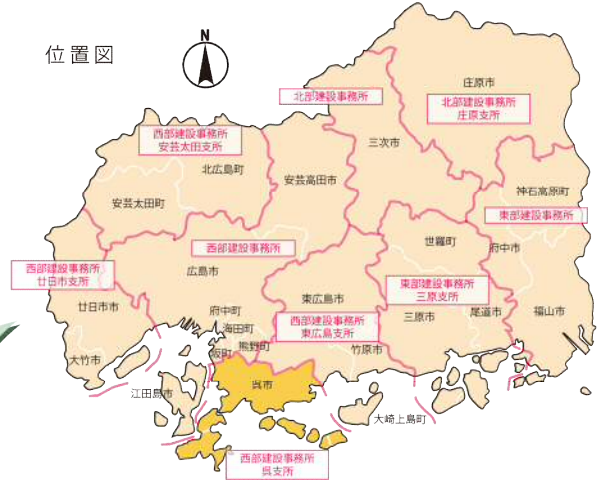 位置図
N
庄原市
北部建設事務所
北部建設事務所
庄原支所
西部建設事務所
安芸太田支所
三次市
北広島町
安芸高田市
神石高原町
安芸太田町
東部建設事務所
世羅町
府中市
西部建設事務所
西部建設事務所
廿日市支所
広島市
東部建設事務所
三原支所
東広島市
廿日市市
府中町
海田町
西部建設事務所
東広島支所
三原市
尾道市
福山市
坂町
熊野町
竹原市
大竹市
江田島市
呉市
大崎上島町
西部建設事務所
呉支所